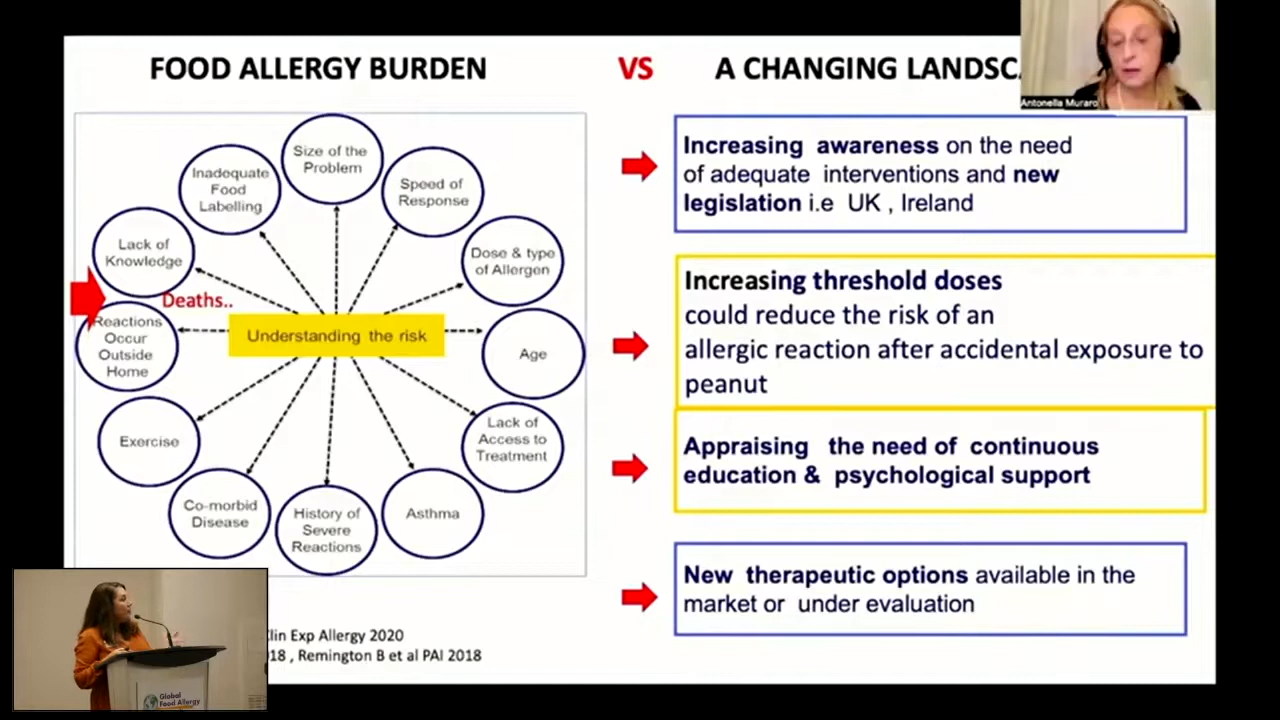 FOOD ALLERGY BURDEN
VS
A CHANGING
Antonella Muraro
Size of the
Problem
Speed of
Response
Dose & type
of Allergen
Age
Lack of
Access to
Treatment
Asthma
History of
Severe
Reactions
Co-morbid
Disease
Exercise
Reactions
Occur
Outside
Home
Lack of
Knowledge
Inadequate
Food
Labelling
Deaths..
Understanding the risk
Increasing awareness on the need
of adequate interventions and new
legislation i.e UK , Ireland
Increasing threshold doses
could reduce the risk of an
allergic reaction after accidental exposure to
peanut
Appraising the need of continuous
education & psychological support
New therapeutic options available in the
market or under evaluation
Exp Allergy 2020
18 , Remington B et al PAI 2018
Global
Food Allergy